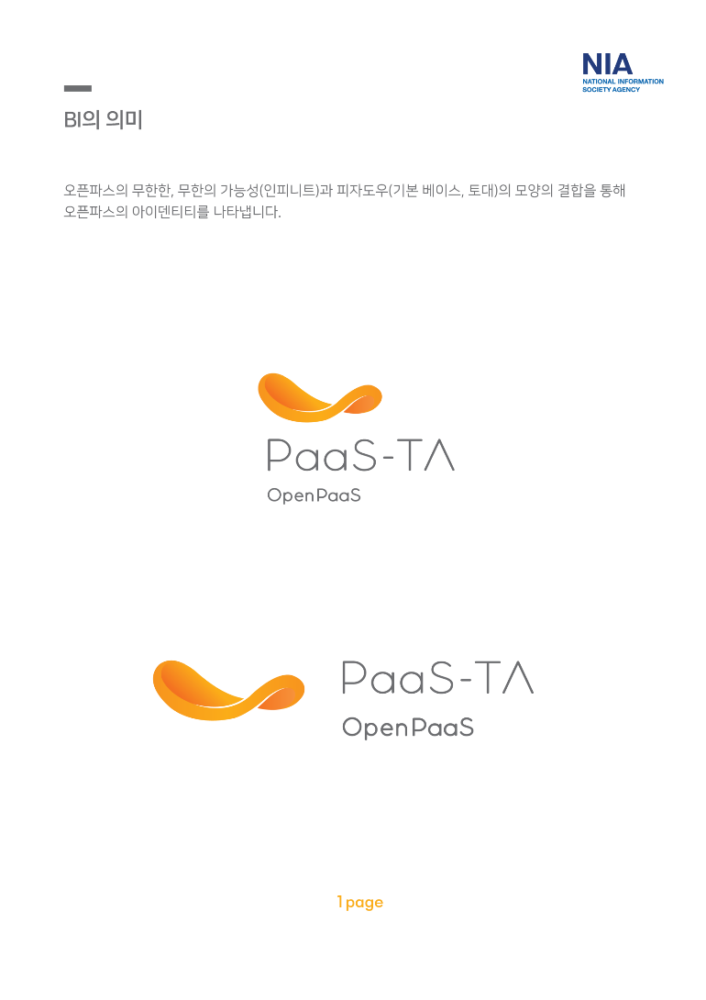 NIA
NATIONAL INFORMATION
SOCIETY AGENCY
BI의 의미
오픈파스의 무한한, 무한의 가능성(인피니트)과 피자도우(기본 베이스, 토대)의 모양의 결합을 통해
오픈파스의 아이덴티티를 나타냅니다.
PaaS-TA
OpenPaaS
PaaS-TA
OpenPaaS
1 page